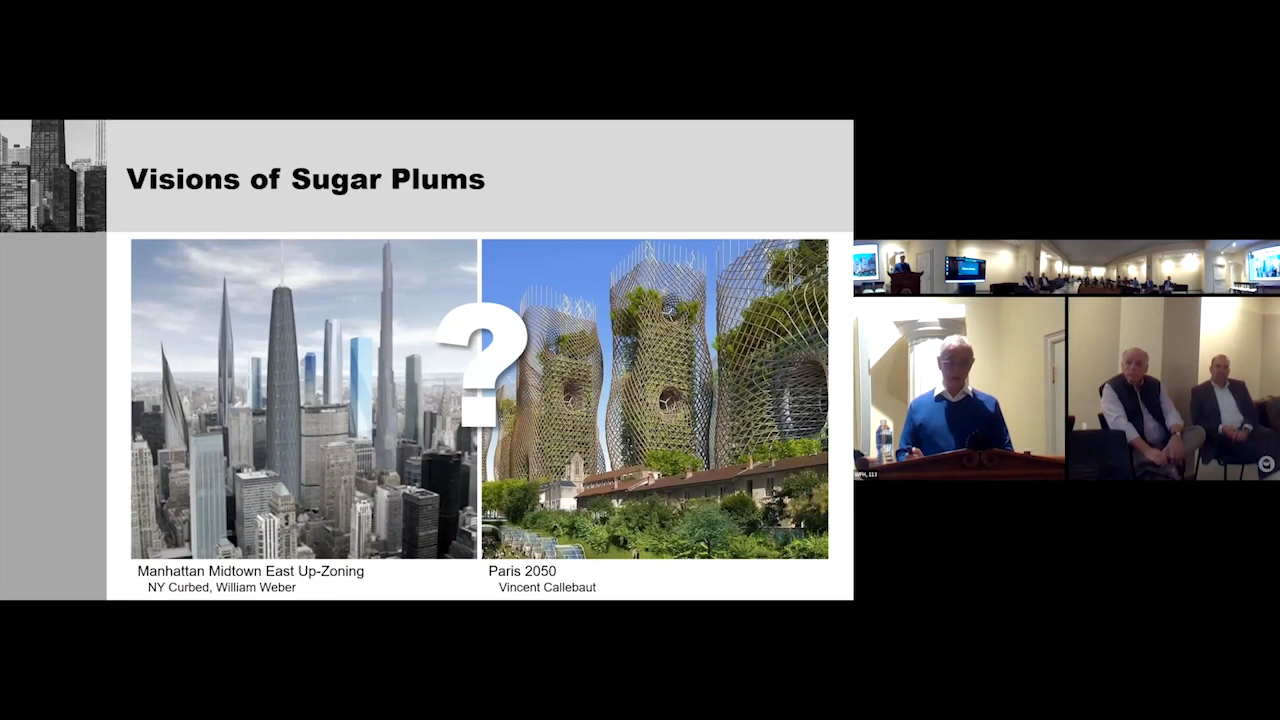 Visions of Sugar Plums
?
Manhattan Midtown East Up-Zoning
NY Curbed, William Weber
Paris 2050
Vincent Callebaut